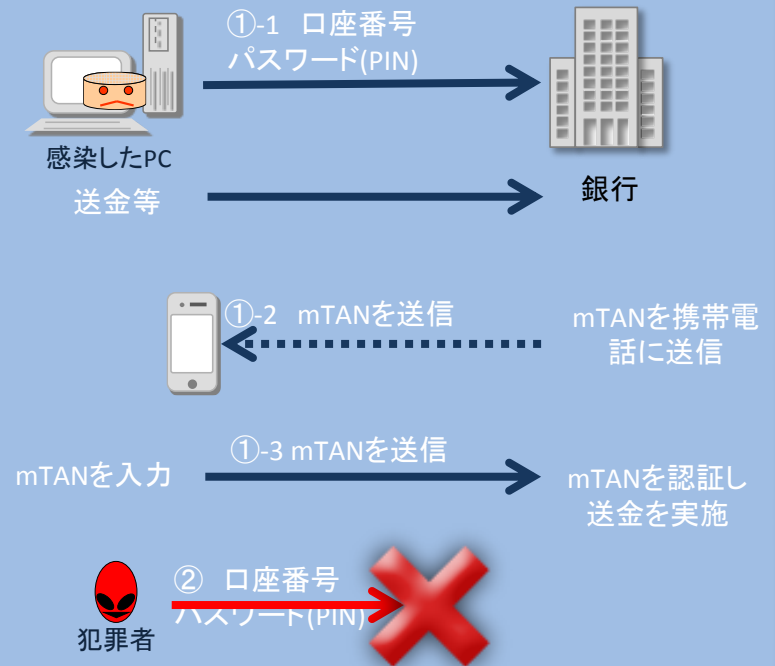 ①-1 口座番号
パスワード(PIN)
感染したPC
送金等
銀行
①-2 mTANを送信
mTANを携帯電
話に送信
①-3 mTANを送信
mTANを入力
mTANを認証し
送金を実施
② 口座番号
パスワード(PIN)
犯罪者